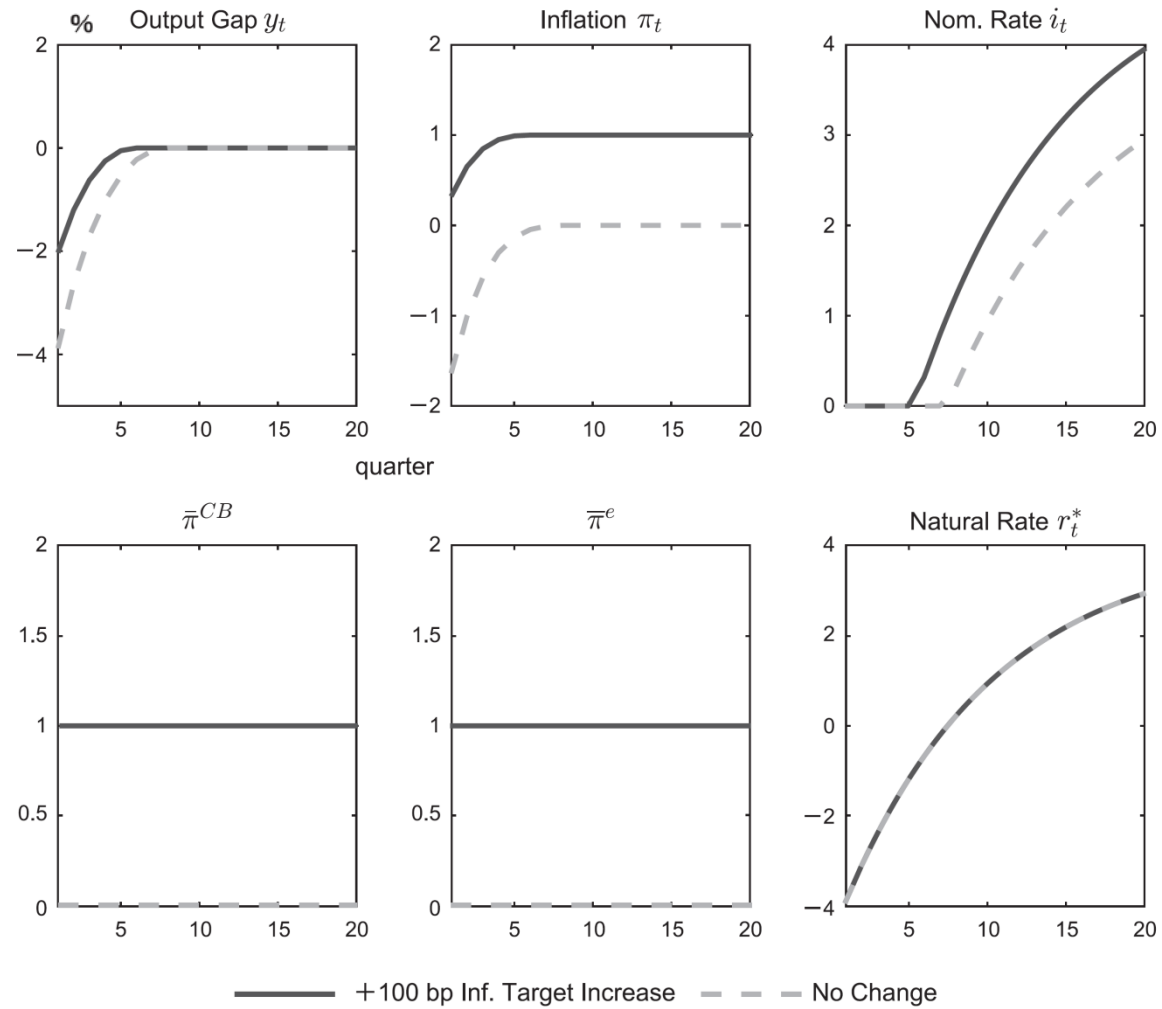 % Output Gap y_t
Inflation π_t
Nom. Rate i_t
2
0
−2
−4
5 10 15 20
2
1
0
−1
−2
5 10 15 20
4
3
2
1
0
5 10 15 20
quarter
π̄^{CB}
π̄^e
Natural Rate r_t^*
2
1.5
1
0.5
0
5 10 15 20
2
1.5
1
0.5
0
5 10 15 20
4
2
0
−2
−4
5 10 15 20
+100 bp Inf. Target Increase No Change